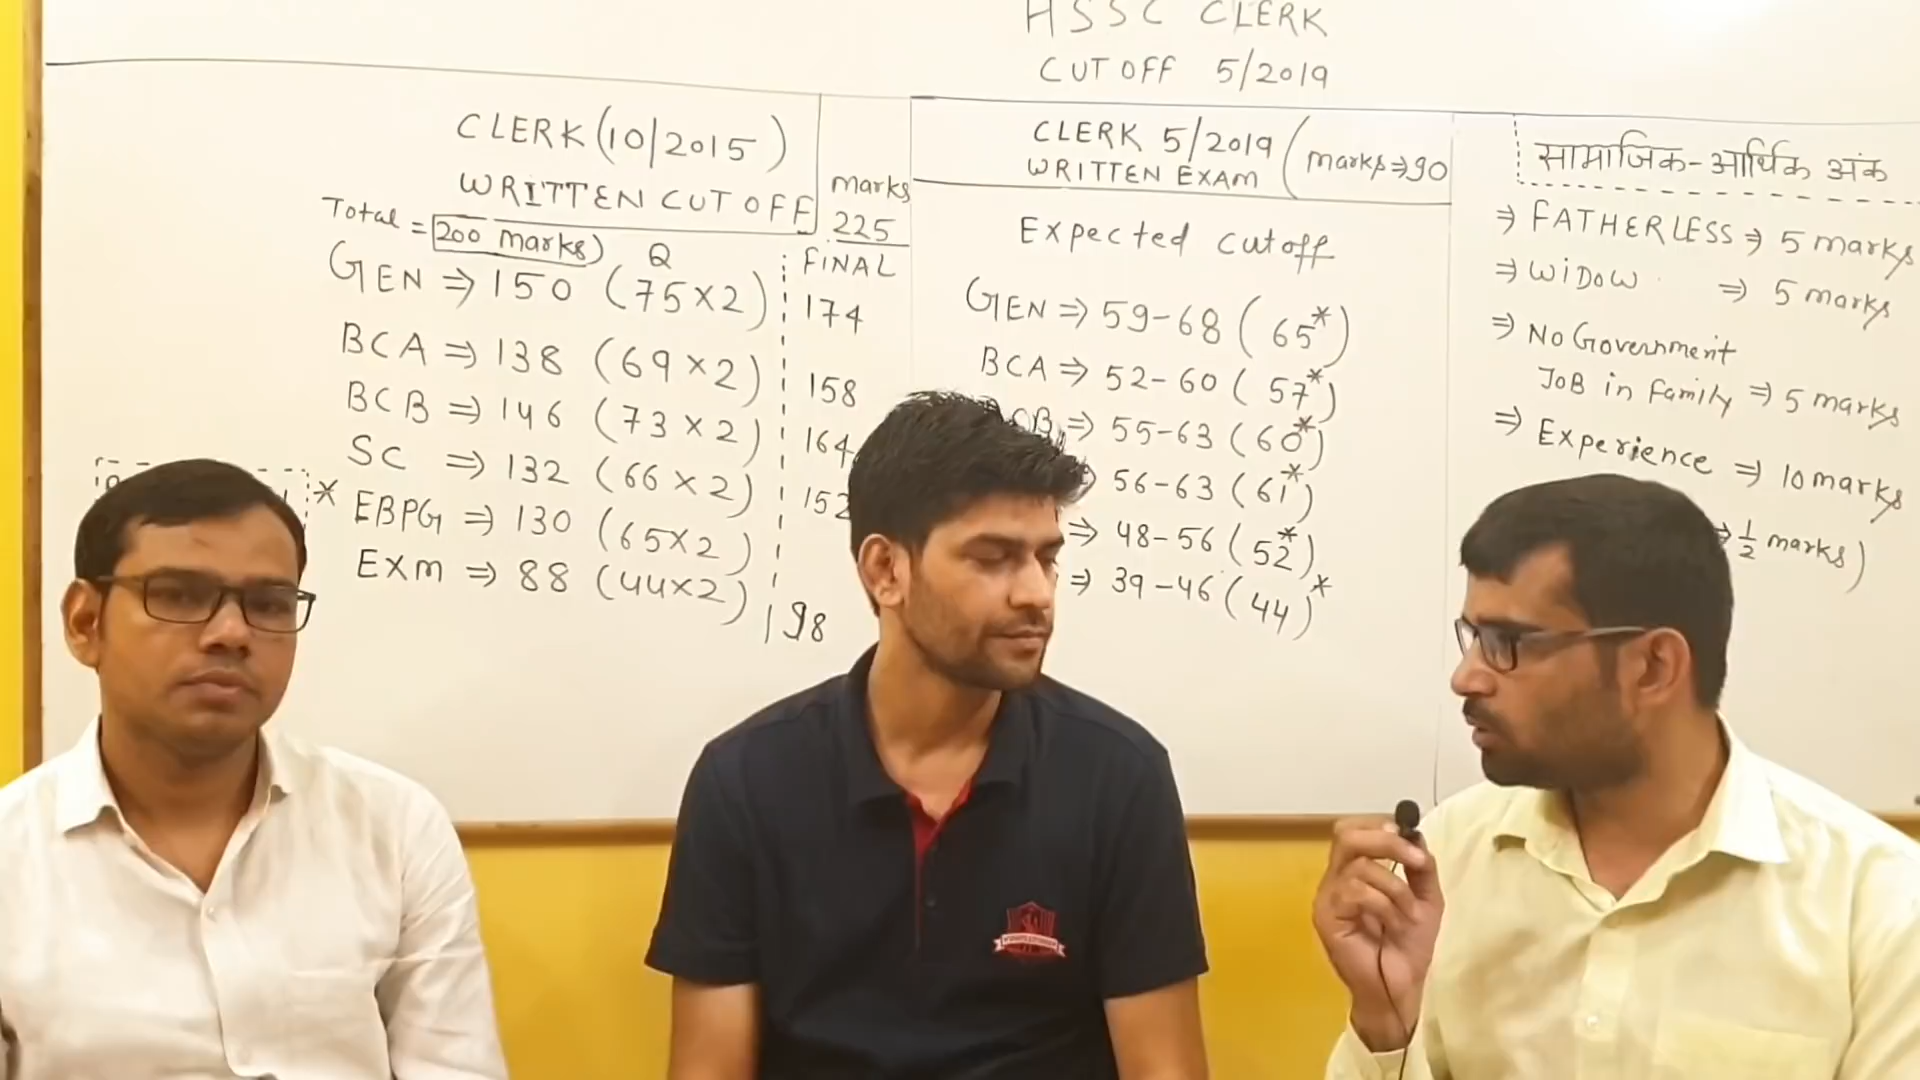 HSSC CLERK
CUT OFF 5/2019
CLERK (10/2015)
WRITTEN CUT OFF
marks
225
Total = 200 marks) Q
FINAL
GEN ⇒ 150 (75×2) 174
BCA ⇒ 138 (69×2) 158
BCB ⇒ 146 (73×2) 164
SC ⇒ 132 (66×2) 152
* EBPG ⇒ 130 (65×2)
EXM ⇒ 88 (44×2) 198
CLERK 5/2019 (marks⇒90
WRITTEN EXAM
Expected cutoff
GEN ⇒ 59-68 (65*)
BCA ⇒ 52-60 (57*)
⇒ 55-63 (60*)
56-63 (61*)
⇒ 48-56 (52*)
⇒ 39-46 (44)*
सामाजिक-आर्थिक अंक
⇒ FATHERLESS ⇒ 5 marks
⇒ WIDOW ⇒ 5 marks
⇒ No Government
JOB in family ⇒ 5 marks
⇒ Experience ⇒ 10 marks
⇒ 1/2 marks)